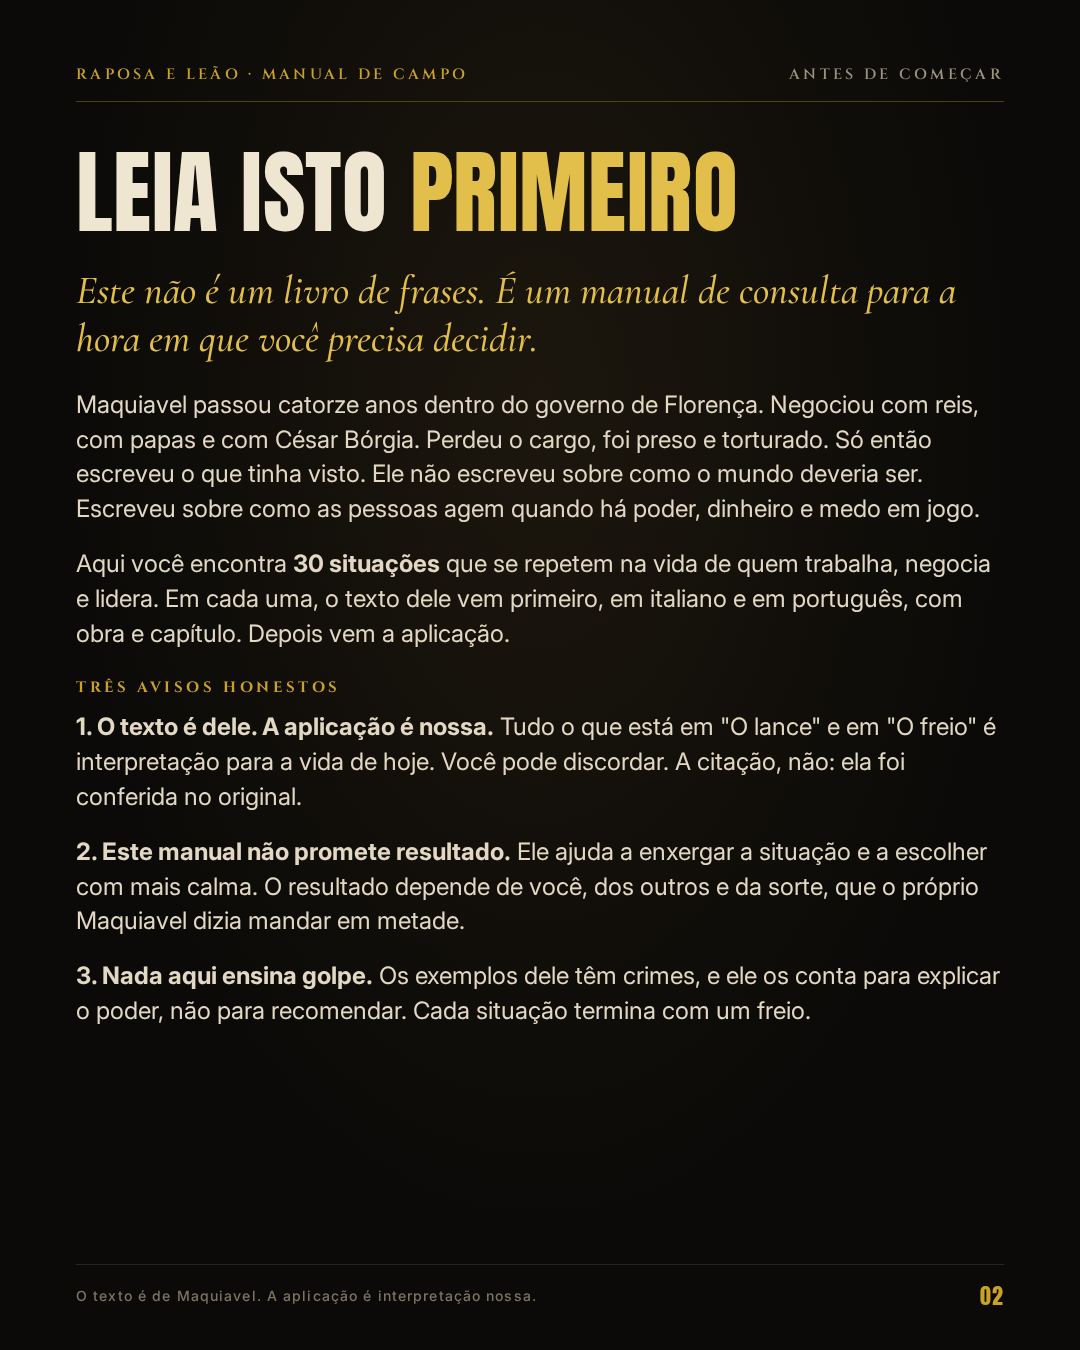 RAPOSA E LEÃO · MANUAL DE CAMPO
ANTES DE COMEÇAR
LEIA ISTO PRIMEIRO
Este não é um livro de frases. É um manual de consulta para a
hora em que você precisa decidir.
Maquiavel passou catorze anos dentro do governo de Florença. Negociou com reis,
com papas e com César Bórgia. Perdeu o cargo, foi preso e torturado. Só então
escreveu o que tinha visto. Ele não escreveu sobre como o mundo deveria ser.
Escreveu sobre como as pessoas agem quando há poder, dinheiro e medo em jogo.
Aqui você encontra 30 situações que se repetem na vida de quem trabalha, negocia
e lidera. Em cada uma, o texto dele vem primeiro, em italiano e em português, com
obra e capítulo. Depois vem a aplicação.
TRÊS AVISOS HONESTOS
1. O texto é dele. A aplicação é nossa. Tudo o que está em "O lance" e em "O freio" é
interpretação para a vida de hoje. Você pode discordar. A citação, não: ela foi
conferida no original.
2. Este manual não promete resultado. Ele ajuda a enxergar a situação e a escolher
com mais calma. O resultado depende de você, dos outros e da sorte, que o próprio
Maquiavel dizia mandar em metade.
3. Nada aqui ensina golpe. Os exemplos dele têm crimes, e ele os conta para explicar
o poder, não para recomendar. Cada situação termina com um freio.
O texto é de Maquiavel. A aplicação é interpretação nossa.
02